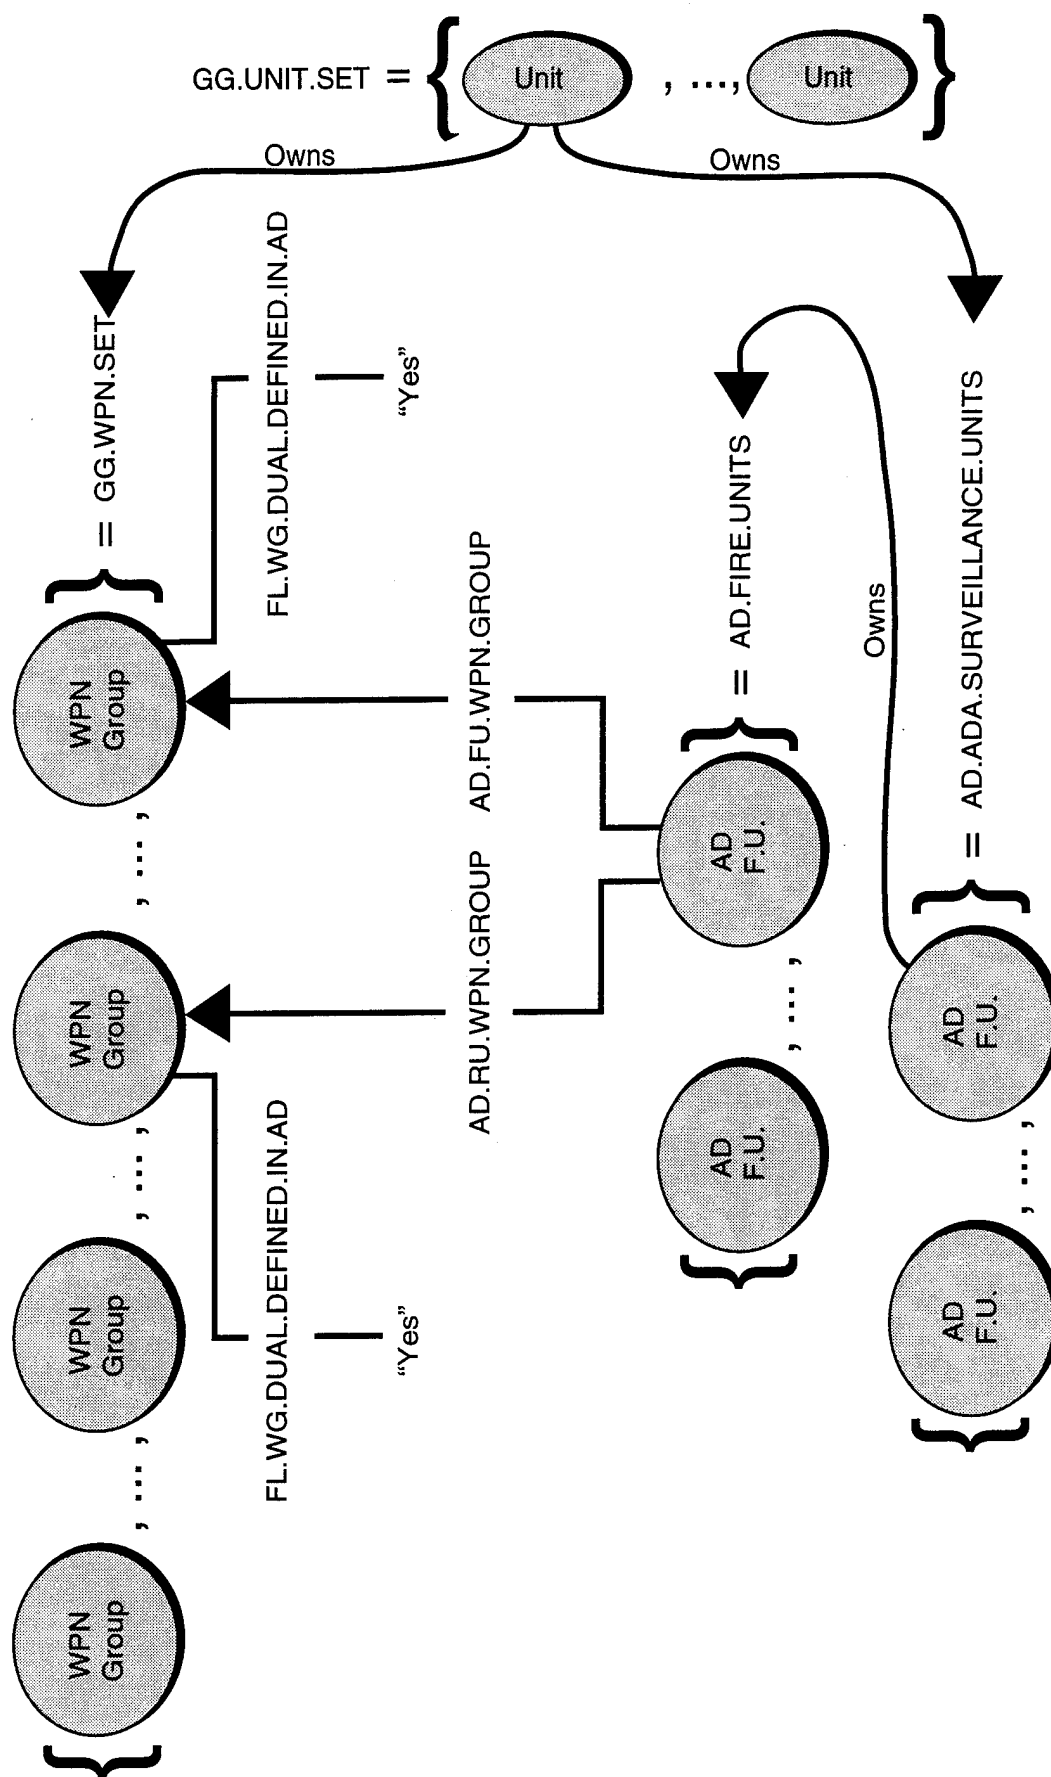 GG.UNIT.SET = { Unit , ..., Unit }
Owns
Owns
= GG.WPN.SET
WPN
Group
, ... ,
WPN
Group
, ... ,
WPN
Group
, ... ,
WPN
Group
FL.WG.DUAL.DEFINED.IN.AD
"Yes"
FL.WG.DUAL.DEFINED.IN.AD
"Yes"
AD.FU.WPN.GROUP
AD.RU.WPN.GROUP
= AD.FIRE.UNITS
AD
F.U.
, ... ,
AD
F.U.
Owns
= AD.ADA.SURVEILLANCE.UNITS
AD
F.U.
, ... ,
AD
F.U.